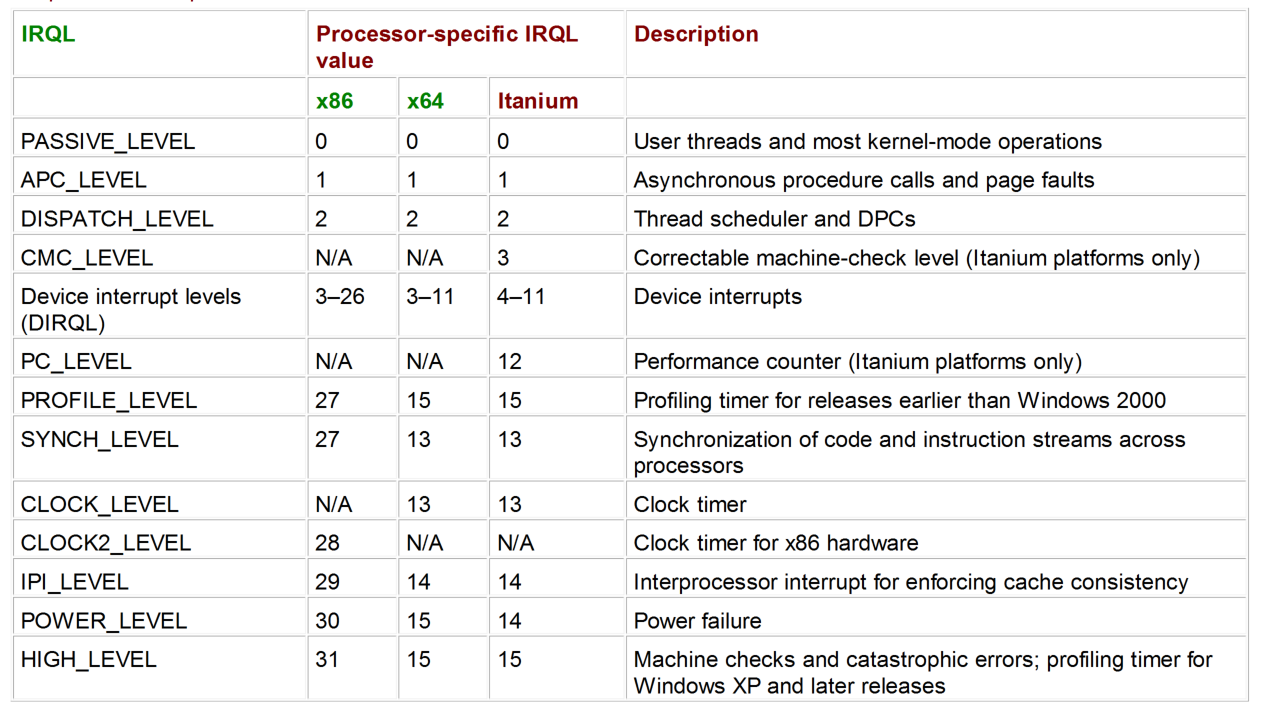 IRQL Processor-specific IRQL Description
value
x86 x64 Itanium
PASSIVE_LEVEL 0 0 0 User threads and most kernel-mode operations
APC_LEVEL 1 1 1 Asynchronous procedure calls and page faults
DISPATCH_LEVEL 2 2 2 Thread scheduler and DPCs
CMC_LEVEL N/A N/A 3 Correctable machine-check level (Itanium platforms only)
Device interrupt levels 3–26 3–11 4–11 Device interrupts
(DIRQL)
PC_LEVEL N/A N/A 12 Performance counter (Itanium platforms only)
PROFILE_LEVEL 27 15 15 Profiling timer for releases earlier than Windows 2000
SYNCH_LEVEL 27 13 13 Synchronization of code and instruction streams across
processors
CLOCK_LEVEL N/A 13 13 Clock timer
CLOCK2_LEVEL 28 N/A N/A Clock timer for x86 hardware
IPI_LEVEL 29 14 14 Interprocessor interrupt for enforcing cache consistency
POWER_LEVEL 30 15 14 Power failure
HIGH_LEVEL 31 15 15 Machine checks and catastrophic errors; profiling timer for
Windows XP and later releases